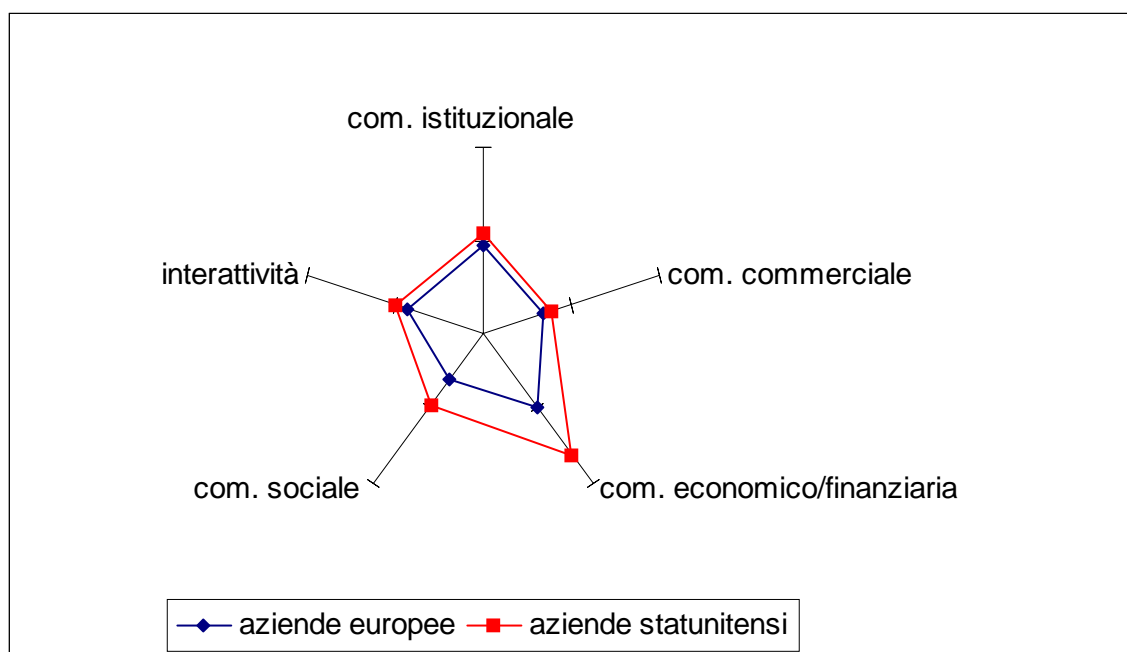 com. istituzionale
interattività
com. commerciale
com. sociale
com. economico/finanziaria
aziende europee
aziende statunitensi